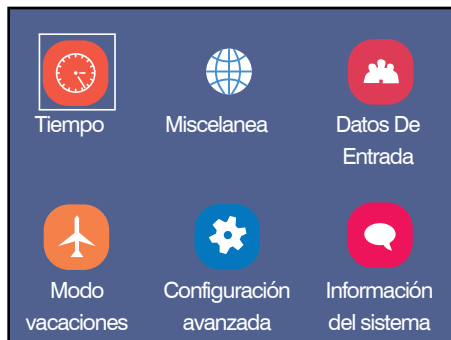 Tiempo
Miscelanea
Datos De
Entrada
Modo
vacaciones
Configuración
avanzada
Información
del sistema